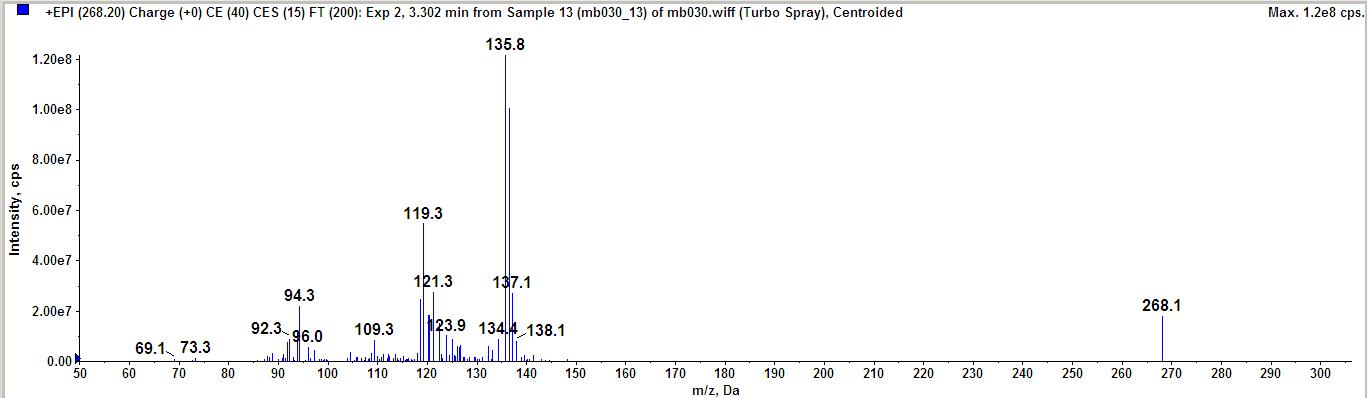 +EPI (268.20) Charge (+0) CE (40) CES (15) FT (200): Exp 2, 3.302 min from Sample 13 (mb030_13) of mb030.wiff (Turbo Spray), Centroided
Max. 1.2e8 cps.
135.8
1.20e8
1.00e8
8.00e7
6.00e7
4.00e7
2.00e7
0.00
Intensity, cps
119.3
121.3
137.1
94.3
268.1
92.3
96.0
109.3
123.9
134.4
138.1
69.1
73.3
50 60 70 80 90 100 110 120 130 140 150 160 170 180 190 200 210 220 230 240 250 260 270 280 290 300
m/z, Da